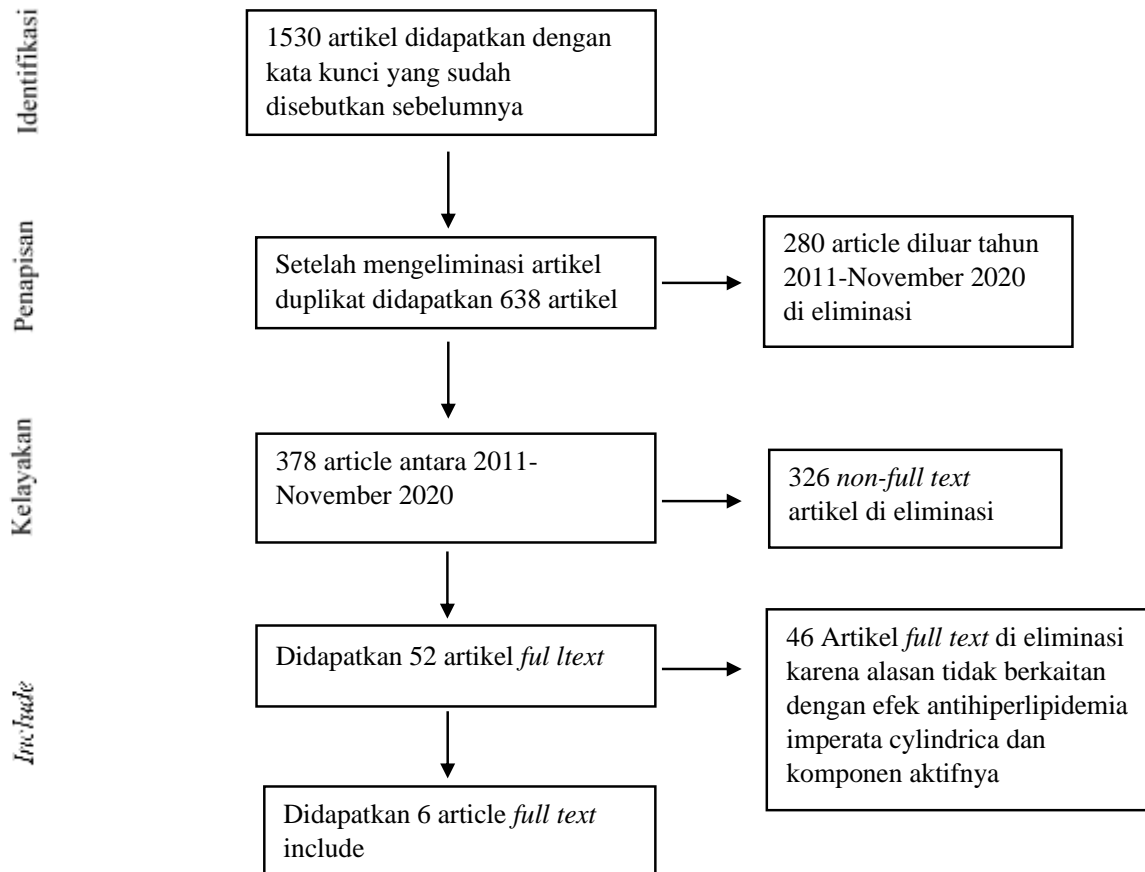 Identifikasi
1530 artikel didapatkan dengan
kata kunci yang sudah
disebutkan sebelumnya
Penapisan
Setelah mengeliminasi artikel
duplikat didapatkan 638 artikel
280 article diluar tahun
2011-November 2020
di eliminasi
Kelayakan
378 article antara 2011-
November 2020
326 non-full text
artikel di eliminasi
Include
Didapatkan 52 artikel ful ltext
46 Artikel full text di eliminasi
karena alasan tidak berkaitan
dengan efek antihiperlipidemia
imperata cylindrica dan
komponen aktifnya
Didapatkan 6 article full text
include